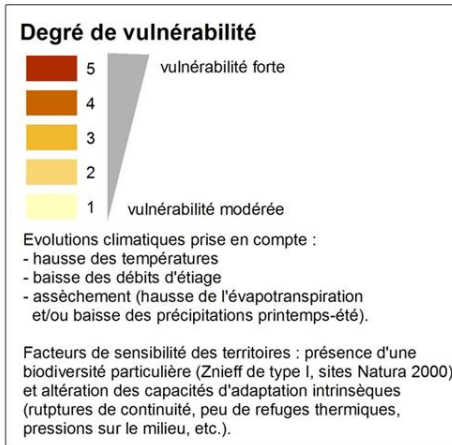 Degré de vulnérabilité
5 vulnérabilité forte
4
3
2
1 vulnérabilité modérée
Evolutions climatiques prise en compte :
- hausse des températures
- baisse des débits d'étiage
- assèchement (hausse de l'évapotranspiration
et/ou baisse des précipitations printemps-été).
Facteurs de sensibilité des territoires : présence d'une
biodiversité particulière (Znieff de type I, sites Natura 2000)
et altération des capacités d'adaptation intrinsèques
(rutptures de continuité, peu de refuges thermiques,
pressions sur le milieu, etc.).